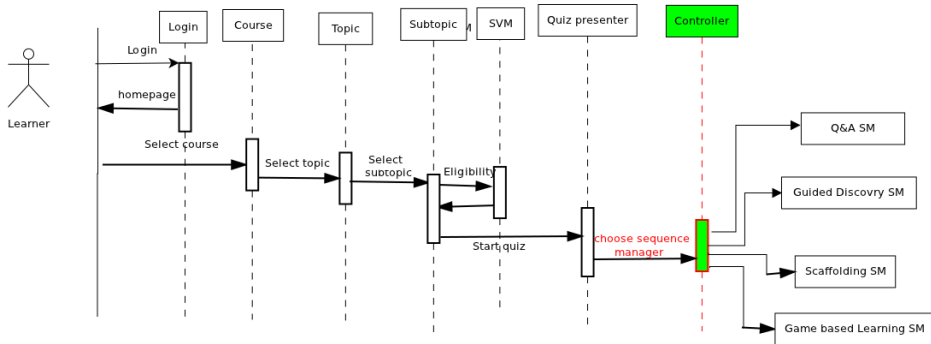 Login
Course
Topic
Subtopic
SVM
Quiz presenter
Controller
Login
homepage
Learner
Select course
Select topic
Select
subtopic
Eligibility
Start quiz
choose sequence
manager
Q&A SM
Guided Discovry SM
Scaffolding SM
Game based Learning SM